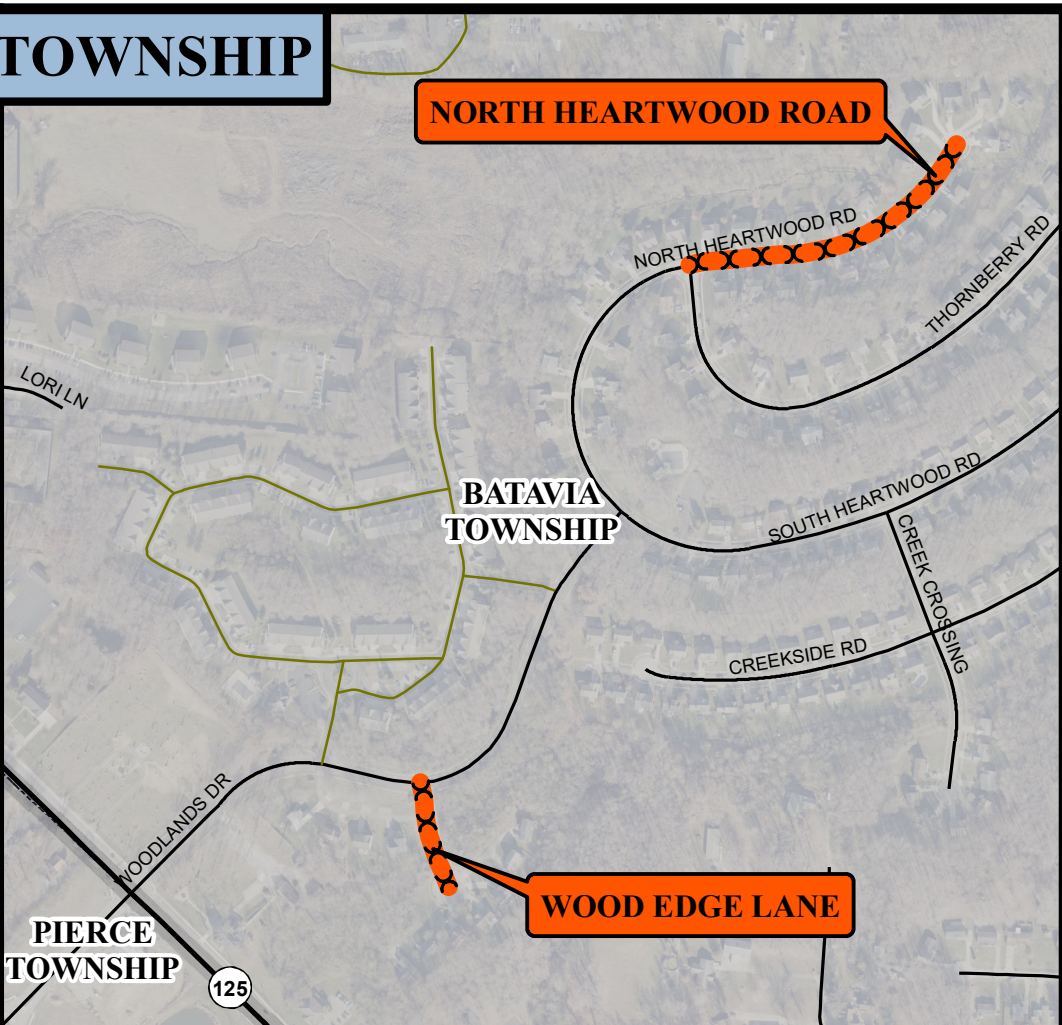 TOWNSHIP
NORTH HEARTWOOD ROAD
NORTH HEARTWOOD RD
THORNBERRY RD
LORI LN
BATAVIA
TOWNSHIP
SOUTH HEARTWOOD RD
CREEK CROSSING
CREEKSIDE RD
WOODLANDS DR
WOOD EDGE LANE
PIERCE
TOWNSHIP
125